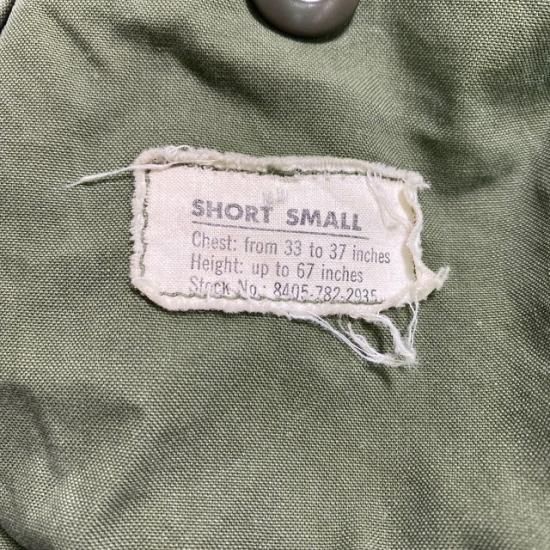 SHORT SMALL
Chest: from 33 to 37 inches
Height: up to 67 inches
Stock No.: 8405-782-2935